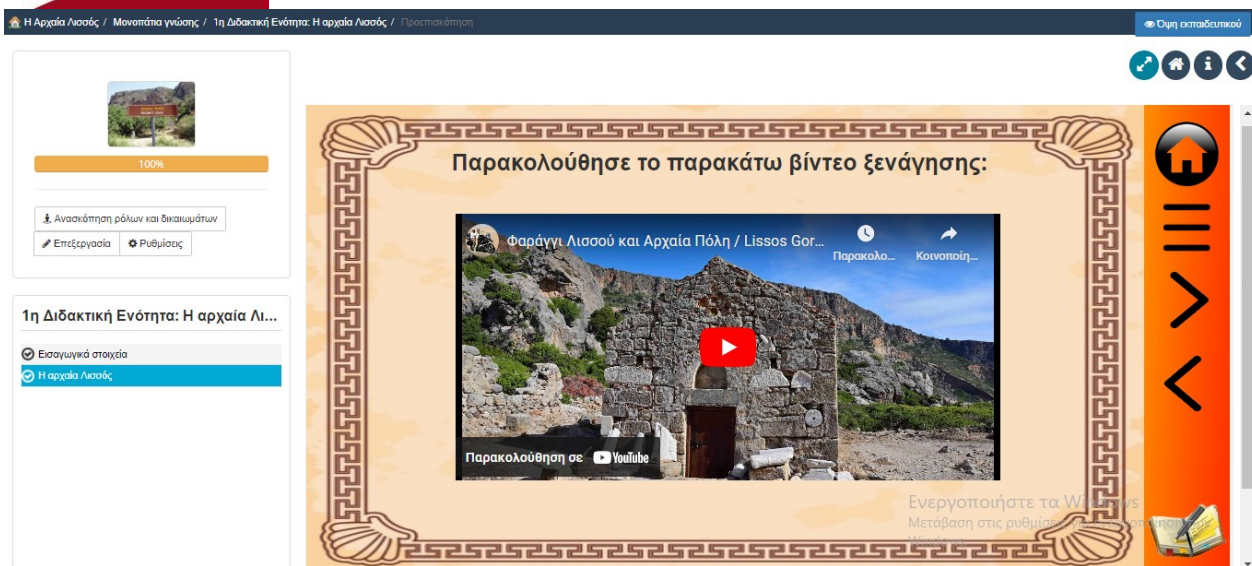 Η Αρχαία Λισσός / Μονοπάτια γνώσης / 1η Διδακτική Ενότητα: Η αρχαία Λισσός / Προεπισκόπηση
Όψη εκπαιδευτικού
100%
Ανασκόπηση ρόλων και δικαιωμάτων
Επεξεργασία
Ρυθμίσεις
1η Διδακτική Ενότητα: Η αρχαία Λι...
Εισαγωγικά στοιχεία
Η αρχαία Λισσός
Παρακολούθησε το παρακάτω βίντεο ξενάγησης:
Φαράγγι Λισσού και Αρχαία Πόλη / Lissos Gor...
Παρακολο...
Κοινοποίη...
Παρακολούθηση σε YouTube
Ενεργοποιήστε τα Windows
Μετάβαση στις ρυθμίσεις για
Windows.